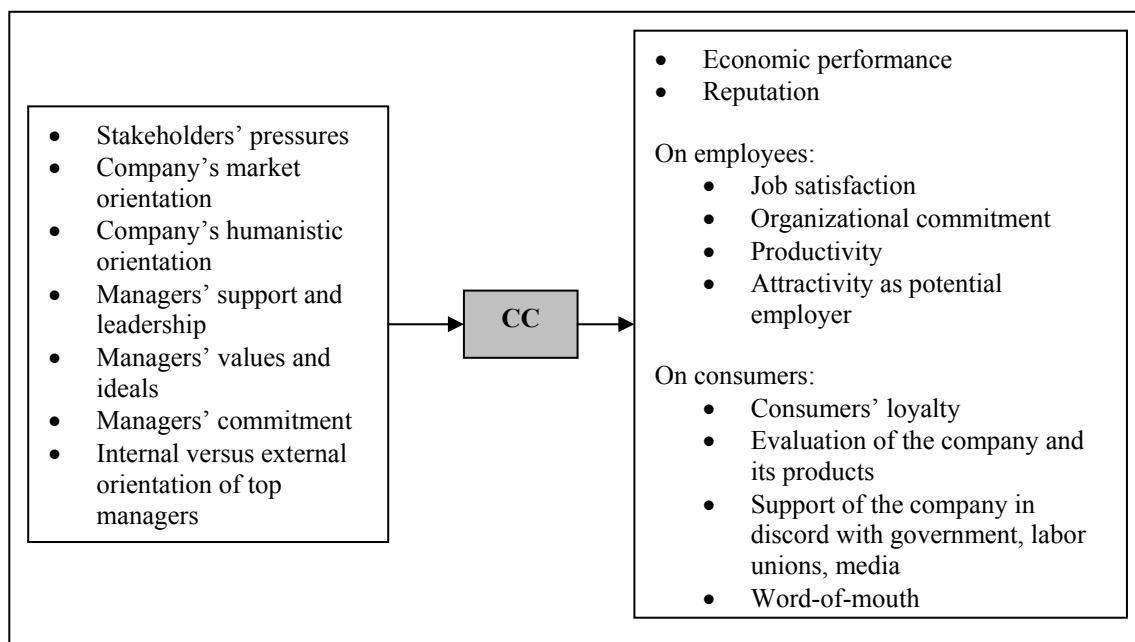 • Stakeholders’ pressures
• Company’s market
orientation
• Company’s humanistic
orientation
• Managers’ support and
leadership
• Managers’ values and
ideals
• Managers’ commitment
• Internal versus external
orientation of top
managers
CC
• Economic performance
• Reputation
On employees:
• Job satisfaction
• Organizational commitment
• Productivity
• Attractivity as potential
employer
On consumers:
• Consumers’ loyalty
• Evaluation of the company and
its products
• Support of the company in
discord with government, labor
unions, media
• Word-of-mouth